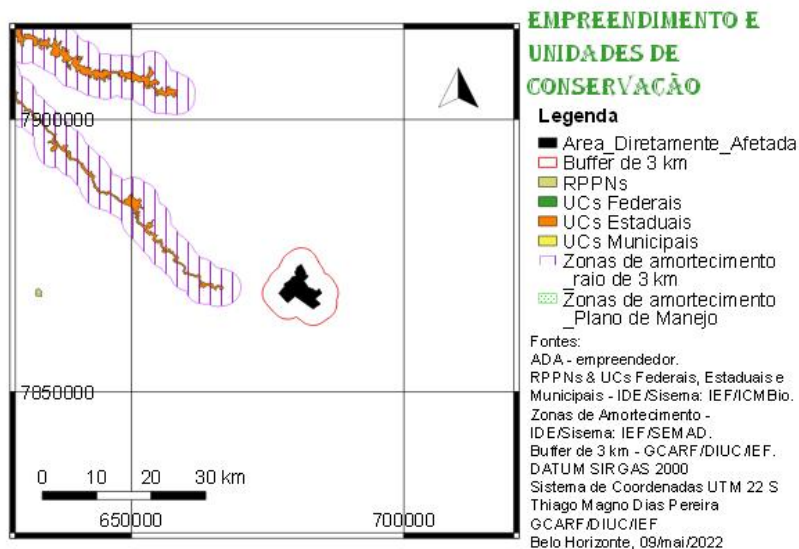 EMPREENDIMENTO E
UNIDADES DE
CONSERVAÇÃO
Legenda
Area_Diretamente_Afetada
Buffer de 3 km
RPPNs
UCs Federais
UCs Estaduais
UCs Municipais
Zonas de amortecimento
_raio de 3 km
Zonas de amortecimento
_Plano de Manejo
Fontes:
ADA - empreendedor.
RPPNs & UCs Federais, Estaduais e
Municipais - IDE/Sisema: IEF/ICMBio.
Zonas de Amortecimento -
IDE/Sisema: IEF/SEMAD.
Buffer de 3 km - GCARF/DIUC/IEF.
DATUM SIRGAS 2000
Sistema de Coordenadas UTM 22 S
Thiago Magno Dias Pereira
GCARF/DIUC/IEF
Belo Horizonte, 09/mai/2022
7900000
7850000
0 10 20 30 km
650000 700000